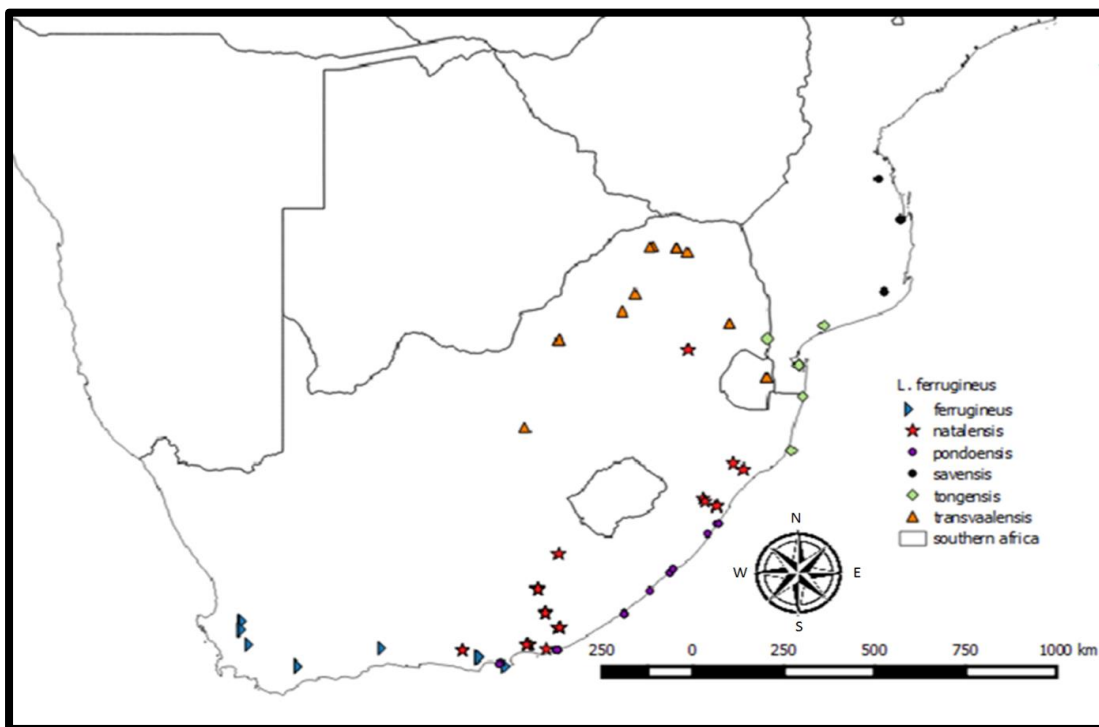 L. ferrugineus
ferrugineus
natalensis
pondoensis
savensis
tongensis
transvaalensis
southern africa
N
W E
S
250 0 250 500 750 1000 km